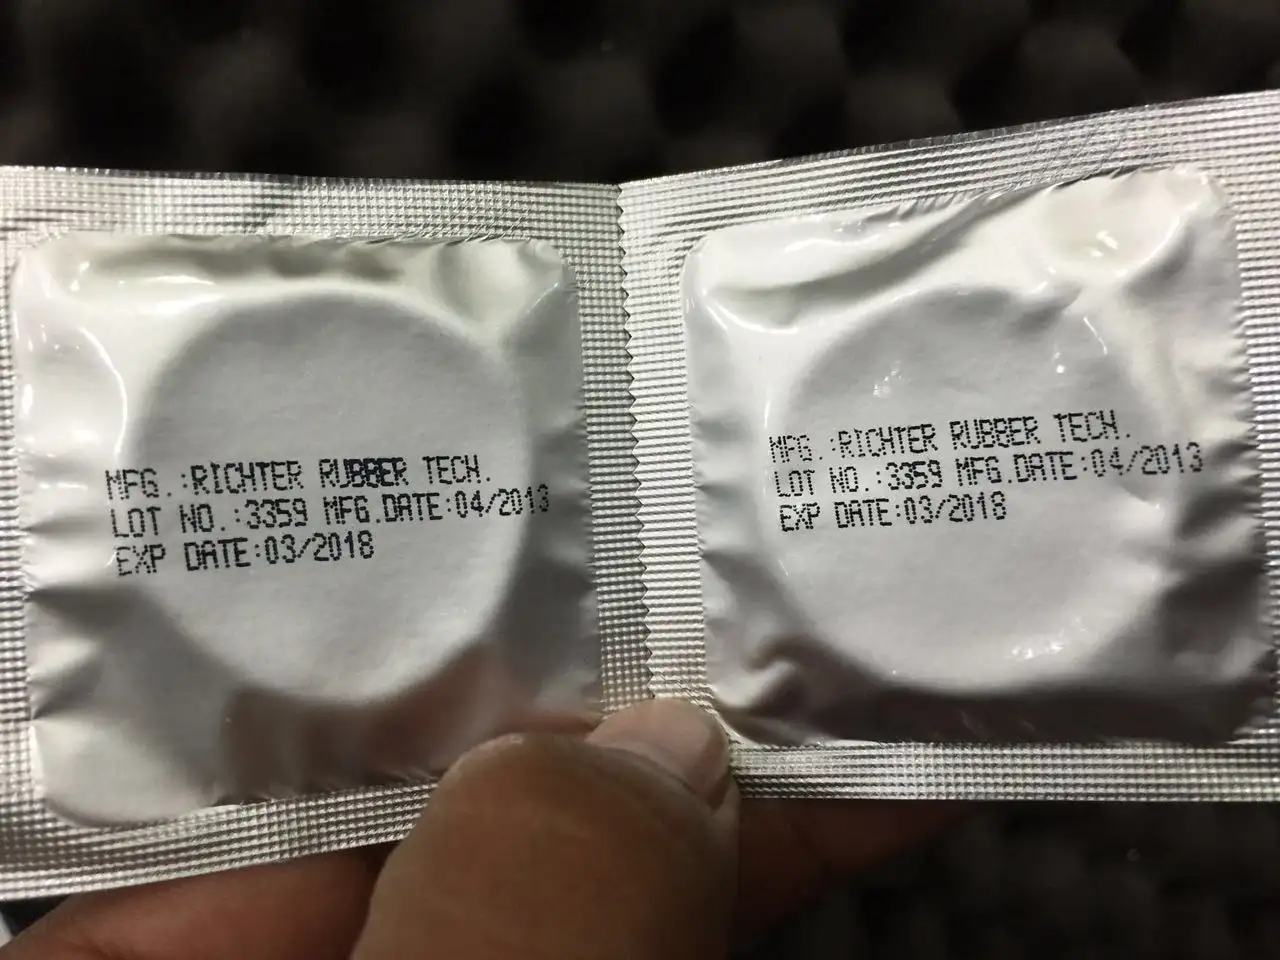 MFG.:RICHTER RUBBER TECH.
LOT NO.:3359 MFG.DATE:04/2013
EXP DATE:03/2018
MFG.:RICHTER RUBBER TECH.
LOT NO.:3359 MFG.DATE:04/2013
EXP DATE:03/2018